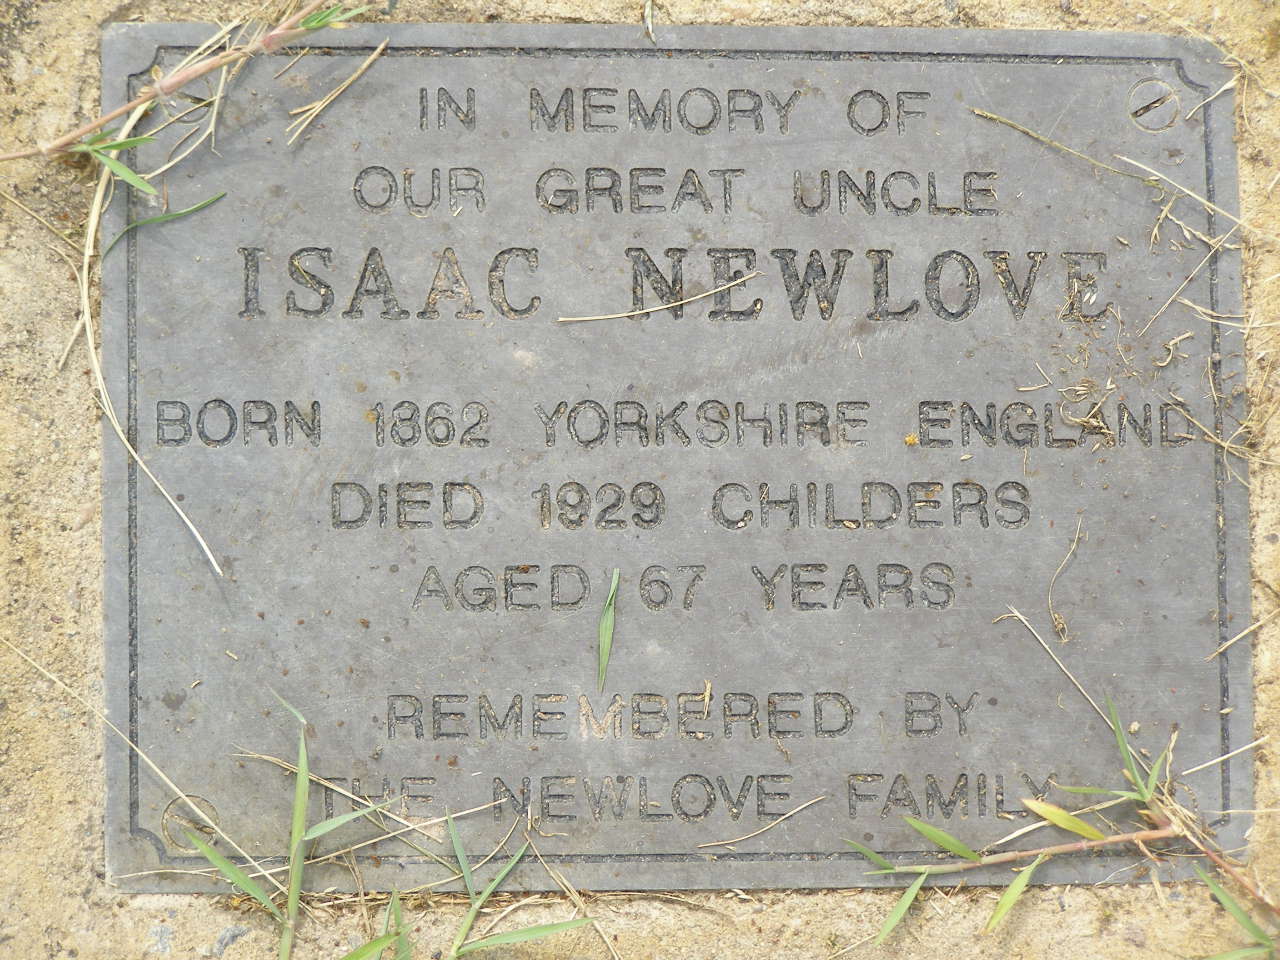 IN MEMORY OF
OUR GREAT UNCLE
ISAAC NEWLOVE
BORN 1862 YORKSHIRE ENGLAND
DIED 1929 CHILDERS
AGED 67 YEARS
REMEMBERED BY
THE NEWLOVE FAMILY